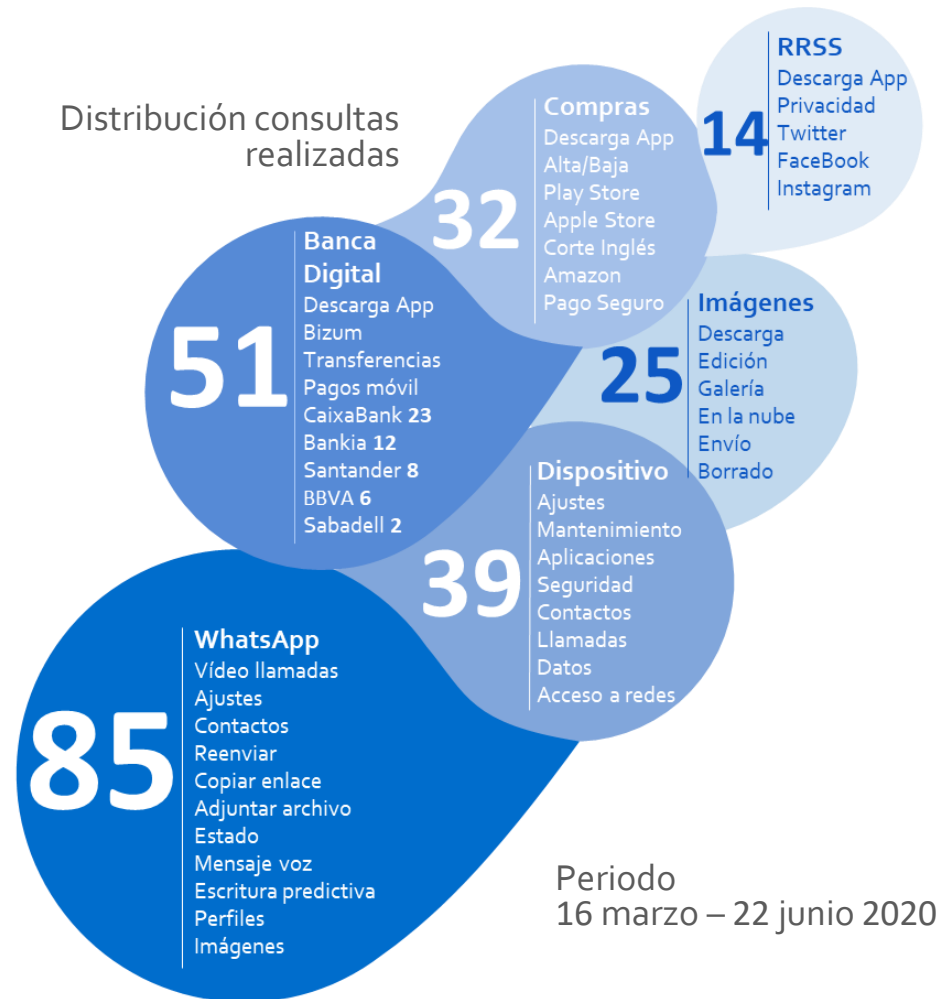 Distribución consultas
realizadas
14
RRSS
Descarga App
Privacidad
Twitter
FaceBook
Instagram
32
Compras
Descarga App
Alta/Baja
Play Store
Apple Store
Corte Inglés
Amazon
Pago Seguro
51
Banca
Digital
Descarga App
Bizum
Transferencias
Pagos móvil
CaixaBank 23
Bankia 12
Santander 8
BBVA 6
Sabadell 2
25
Imágenes
Descarga
Edición
Galería
En la nube
Envío
Borrado
39
Dispositivo
Ajustes
Mantenimiento
Aplicaciones
Seguridad
Contactos
Llamadas
Datos
Acceso a redes
85
WhatsApp
Vídeo llamadas
Ajustes
Contactos
Reenviar
Copiar enlace
Adjuntar archivo
Estado
Mensaje voz
Escritura predictiva
Perfiles
Imágenes
Periodo
16 marzo – 22 junio 2020